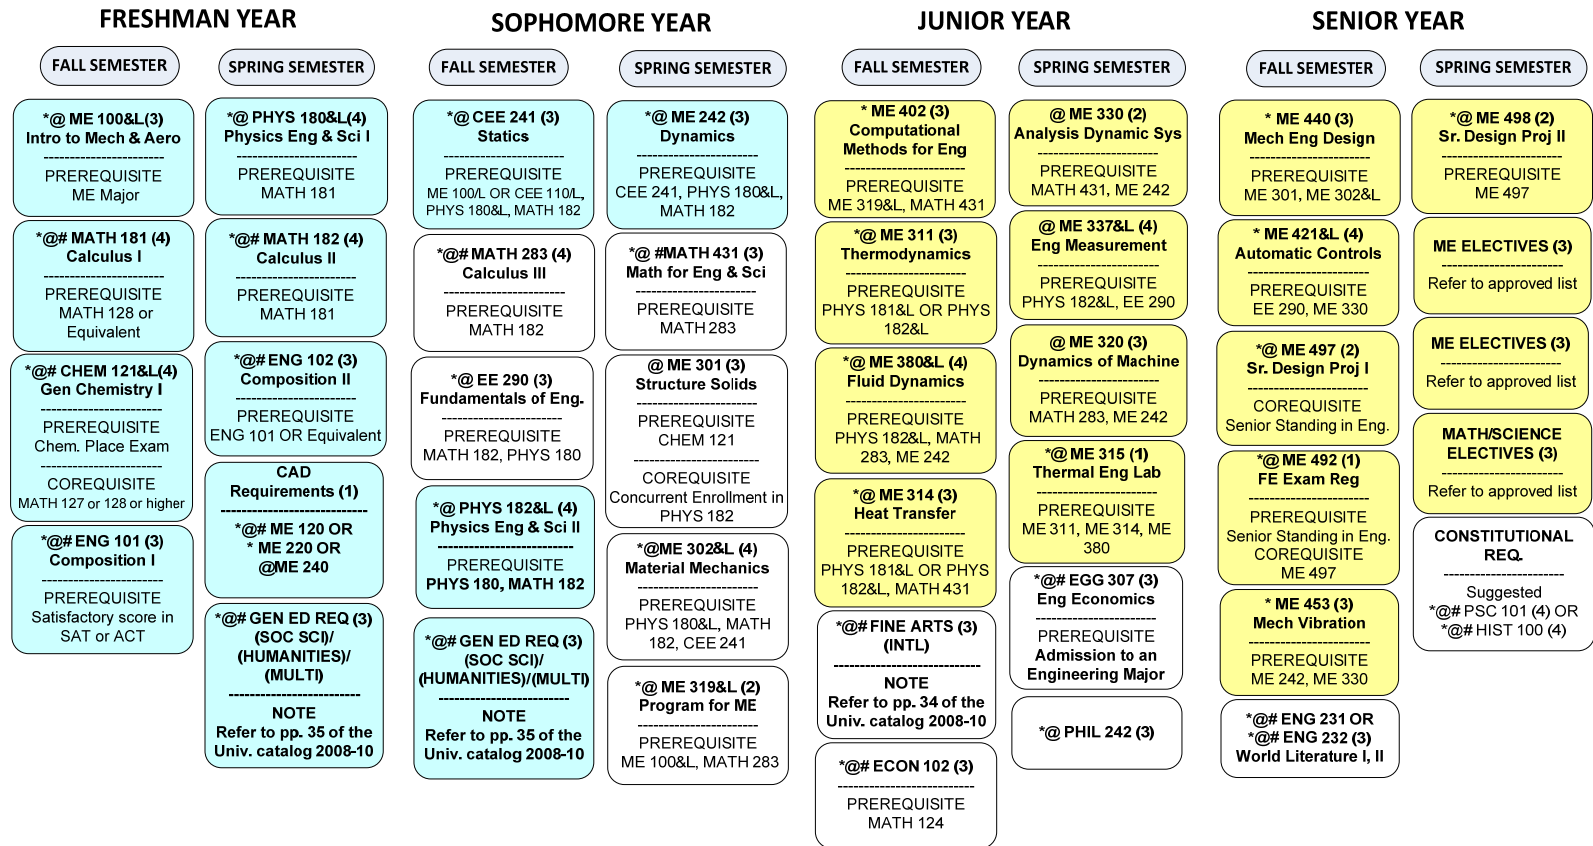 FRESHMAN YEAR
FALL SEMESTER
*@ ME 100&L(3)
Intro to Mech & Aero
-----------------------
PREREQUISITE
ME Major
*@# MATH 181 (4)
Calculus I
-----------------------
PREREQUISITE
MATH 128 or
Equivalent
*@# CHEM 121&L(4)
Gen Chemistry I
-----------------------
PREREQUISITE
Chem. Place Exam
-----------------------
COREQUISITE
MATH 127 or 128 or higher
*@# ENG 101 (3)
Composition I
-----------------------
PREREQUISITE
Satisfactory score in
SAT or ACT
SPRING SEMESTER
*@ PHYS 180&L(4)
Physics Eng & Sci I
-----------------------
PREREQUISITE
MATH 181
*@# MATH 182 (4)
Calculus II
-----------------------
PREREQUISITE
MATH 181
*@# ENG 102 (3)
Composition II
-----------------------
PREREQUISITE
ENG 101 OR Equivalent
CAD
Requirements (1)
----------------------------
*@# ME 120 OR
* ME 220 OR
@ME 240
*@# GEN ED REQ (3)
(SOC SCI)/
(HUMANITIES)/
(MULTI)
-------------------------
NOTE
Refer to pp. 35 of the
Univ. catalog 2008-10
SOPHOMORE YEAR
FALL SEMESTER
*@ CEE 241 (3)
Statics
-----------------------
PREREQUISITE
ME 100/L OR CEE 110/L,
PHYS 180&L, MATH 182
*@# MATH 283 (4)
Calculus III
-----------------------
PREREQUISITE
MATH 182
*@ EE 290 (3)
Fundamentals of Eng.
-----------------------
PREREQUISITE
MATH 182, PHYS 180
*@ PHYS 182&L (4)
Physics Eng & Sci II
--------------------------
PREREQUISITE
PHYS 180, MATH 182
*@# GEN ED REQ (3)
(SOC SCI)/
(HUMANITIES)/(MULTI)
-------------------------
NOTE
Refer to pp. 35 of the
Univ. catalog 2008-10
SPRING SEMESTER
*@ ME 242 (3)
Dynamics
-----------------------
PREREQUISITE
CEE 241, PHYS 180&L,
MATH 182
*@ #MATH 431 (3)
Math for Eng & Sci
-----------------------
PREREQUISITE
MATH 283
@ ME 301 (3)
Structure Solids
-----------------------
PREREQUISITE
CHEM 121
-----------------------
COREQUISITE
Concurrent Enrollment in
PHYS 182
*@ME 302&L (4)
Material Mechanics
-----------------------
PREREQUISITE
PHYS 180&L, MATH
182, CEE 241
*@ ME 319&L (2)
Program for ME
-----------------------
PREREQUISITE
ME 100&L, MATH 283
JUNIOR YEAR
FALL SEMESTER
* ME 402 (3)
Computational
Methods for Eng
-----------------------
PREREQUISITE
ME 319&L, MATH 431
*@ ME 311 (3)
Thermodynamics
-----------------------
PREREQUISITE
PHYS 181&L OR PHYS
182&L
*@ ME 380&L (4)
Fluid Dynamics
-----------------------
PREREQUISITE
PHYS 182&L, MATH
283, ME 242
*@ ME 314 (3)
Heat Transfer
-----------------------
PREREQUISITE
PHYS 181&L OR PHYS
182&L, MATH 431
*@# FINE ARTS (3)
(INTL)
----------------------------
NOTE
Refer to pp. 34 of the
Univ. catalog 2008-10
*@# ECON 102 (3)
--------------------------
PREREQUISITE
MATH 124
SPRING SEMESTER
@ ME 330 (2)
Analysis Dynamic Sys
-----------------------
PREREQUISITE
MATH 431, ME 242
@ ME 337&L (4)
Eng Measurement
-----------------------
PREREQUISITE
PHYS 182&L, EE 290
@ ME 320 (3)
Dynamics of Machine
-----------------------
PREREQUISITE
MATH 283, ME 242
*@ ME 315 (1)
Thermal Eng Lab
-----------------------
PREREQUISITE
ME 311, ME 314, ME
380
*@# EGG 307 (3)
Eng Economics
-----------------------
PREREQUISITE
Admission to an
Engineering Major
*@ PHIL 242 (3)
SENIOR YEAR
FALL SEMESTER
* ME 440 (3)
Mech Eng Design
-----------------------
PREREQUISITE
ME 301, ME 302&L
* ME 421&L (4)
Automatic Controls
-----------------------
PREREQUISITE
EE 290, ME 330
*@ ME 497 (2)
Sr. Design Proj I
-----------------------
COREQUISITE
Senior Standing in Eng.
*@ ME 492 (1)
FE Exam Reg
-----------------------
PREREQUISITE
Senior Standing in Eng.
COREQUISITE
ME 497
* ME 453 (3)
Mech Vibration
-----------------------
PREREQUISITE
ME 242, ME 330
*@# ENG 231 OR
*@# ENG 232 (3)
World Literature I, II
SPRING SEMESTER
*@ ME 498 (2)
Sr. Design Proj II
-----------------------
PREREQUISITE
ME 497
ME ELECTIVES (3)
-----------------------
Refer to approved list
ME ELECTIVES (3)
-----------------------
Refer to approved list
MATH/SCIENCE
ELECTIVES (3)
-----------------------
Refer to approved list
CONSTITUTIONAL
REQ.
-----------------------
Suggested
*@# PSC 101 (4) OR
*@# HIST 100 (4)